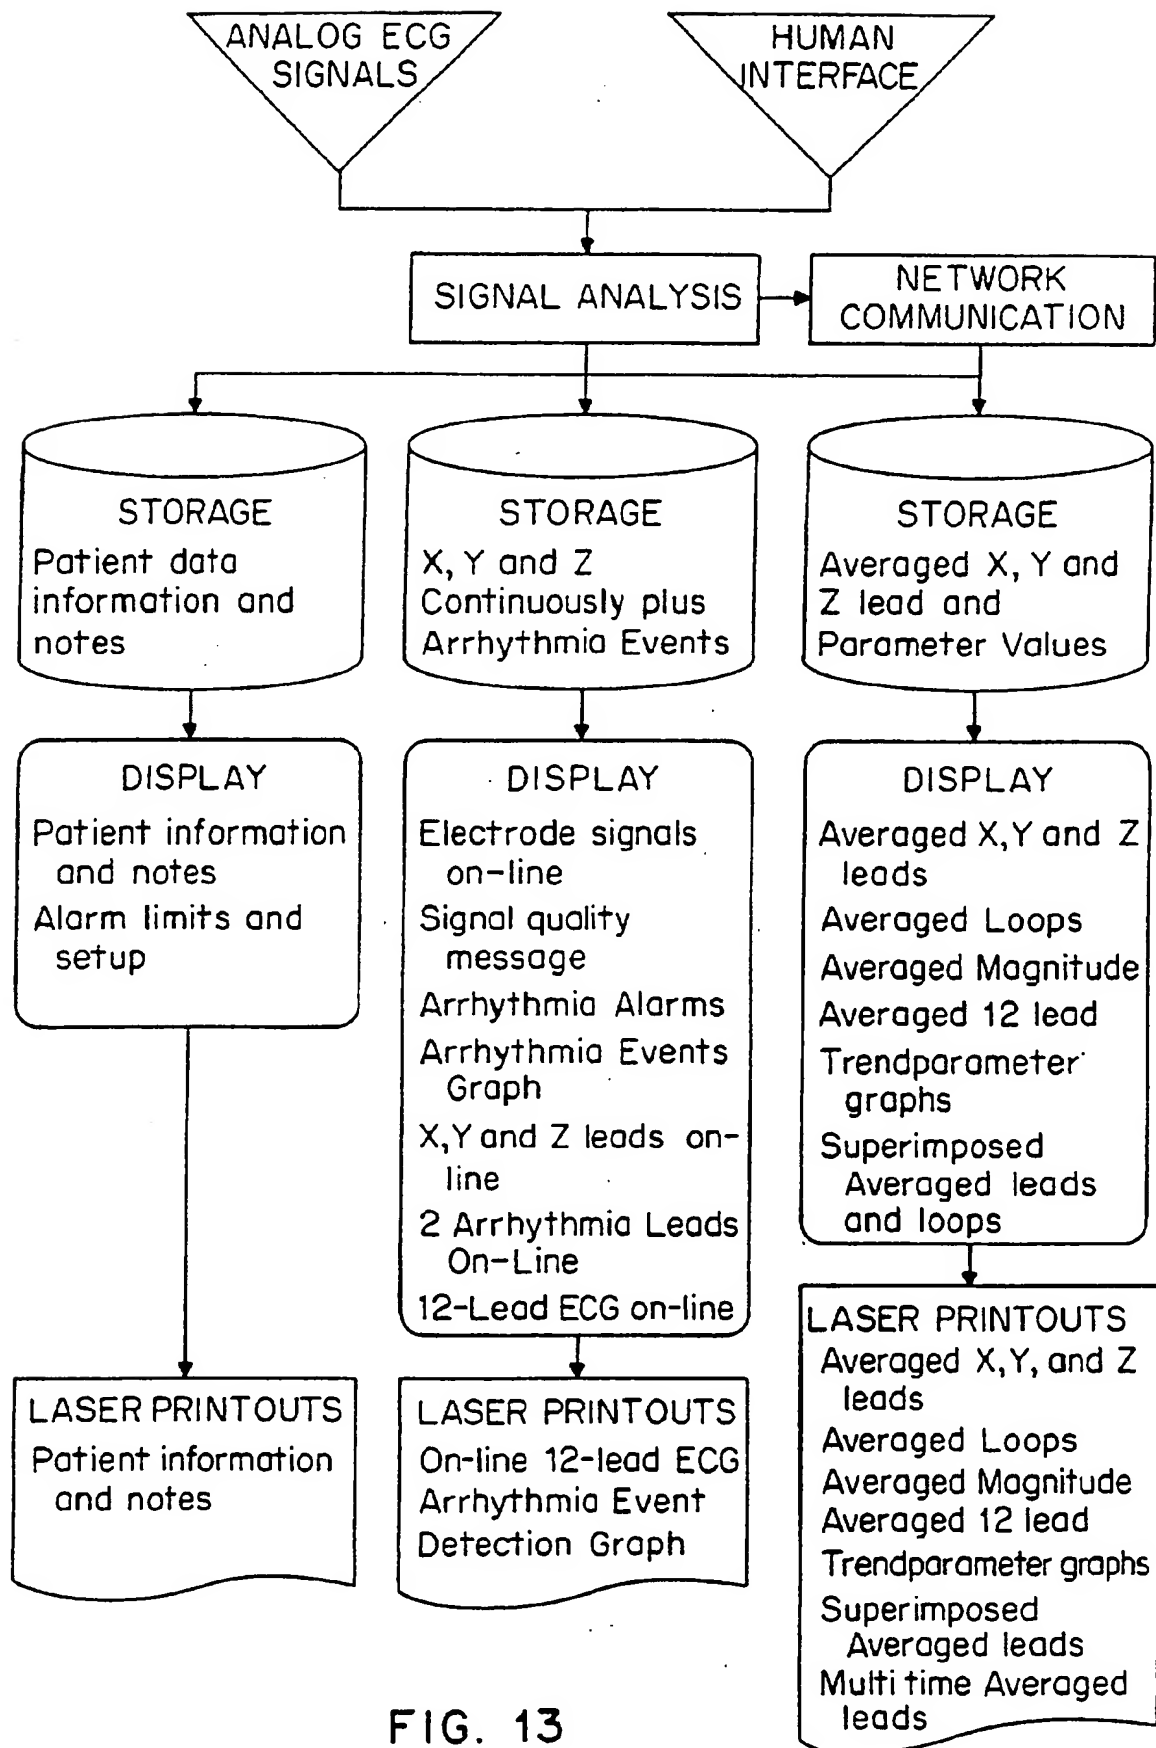 ANALOG ECG
SIGNALS
HUMAN
INTERFACE
SIGNAL ANALYSIS
NETWORK
COMMUNICATION
STORAGE
Patient data
information and
notes
STORAGE
X, Y and Z
Continuously plus
Arrhythmia Events
STORAGE
Averaged X, Y and
Z lead and
Parameter Values
DISPLAY
Patient information
and notes
Alarm limits and
setup
DISPLAY
Electrode signals
on-line
Signal quality
message
Arrhythmia Alarms
Arrhythmia Events
Graph
X, Y and Z leads on-
line
2 Arrhythmia Leads
On-Line
12-Lead ECG on-line
DISPLAY
Averaged X, Y and Z
leads
Averaged Loops
Averaged Magnitude
Averaged 12 lead
Trendparameter
graphs
Superimposed
Averaged leads
and loops
LASER PRINTOUTS
Patient information
and notes
LASER PRINTOUTS
On-line 12-lead ECG
Arrhythmia Event
Detection Graph
LASER PRINTOUTS
Averaged X, Y, and Z
leads
Averaged Loops
Averaged Magnitude
Averaged 12 lead
Trendparameter graphs
Superimposed
Averaged leads
Multi time Averaged
leads
FIG. 13